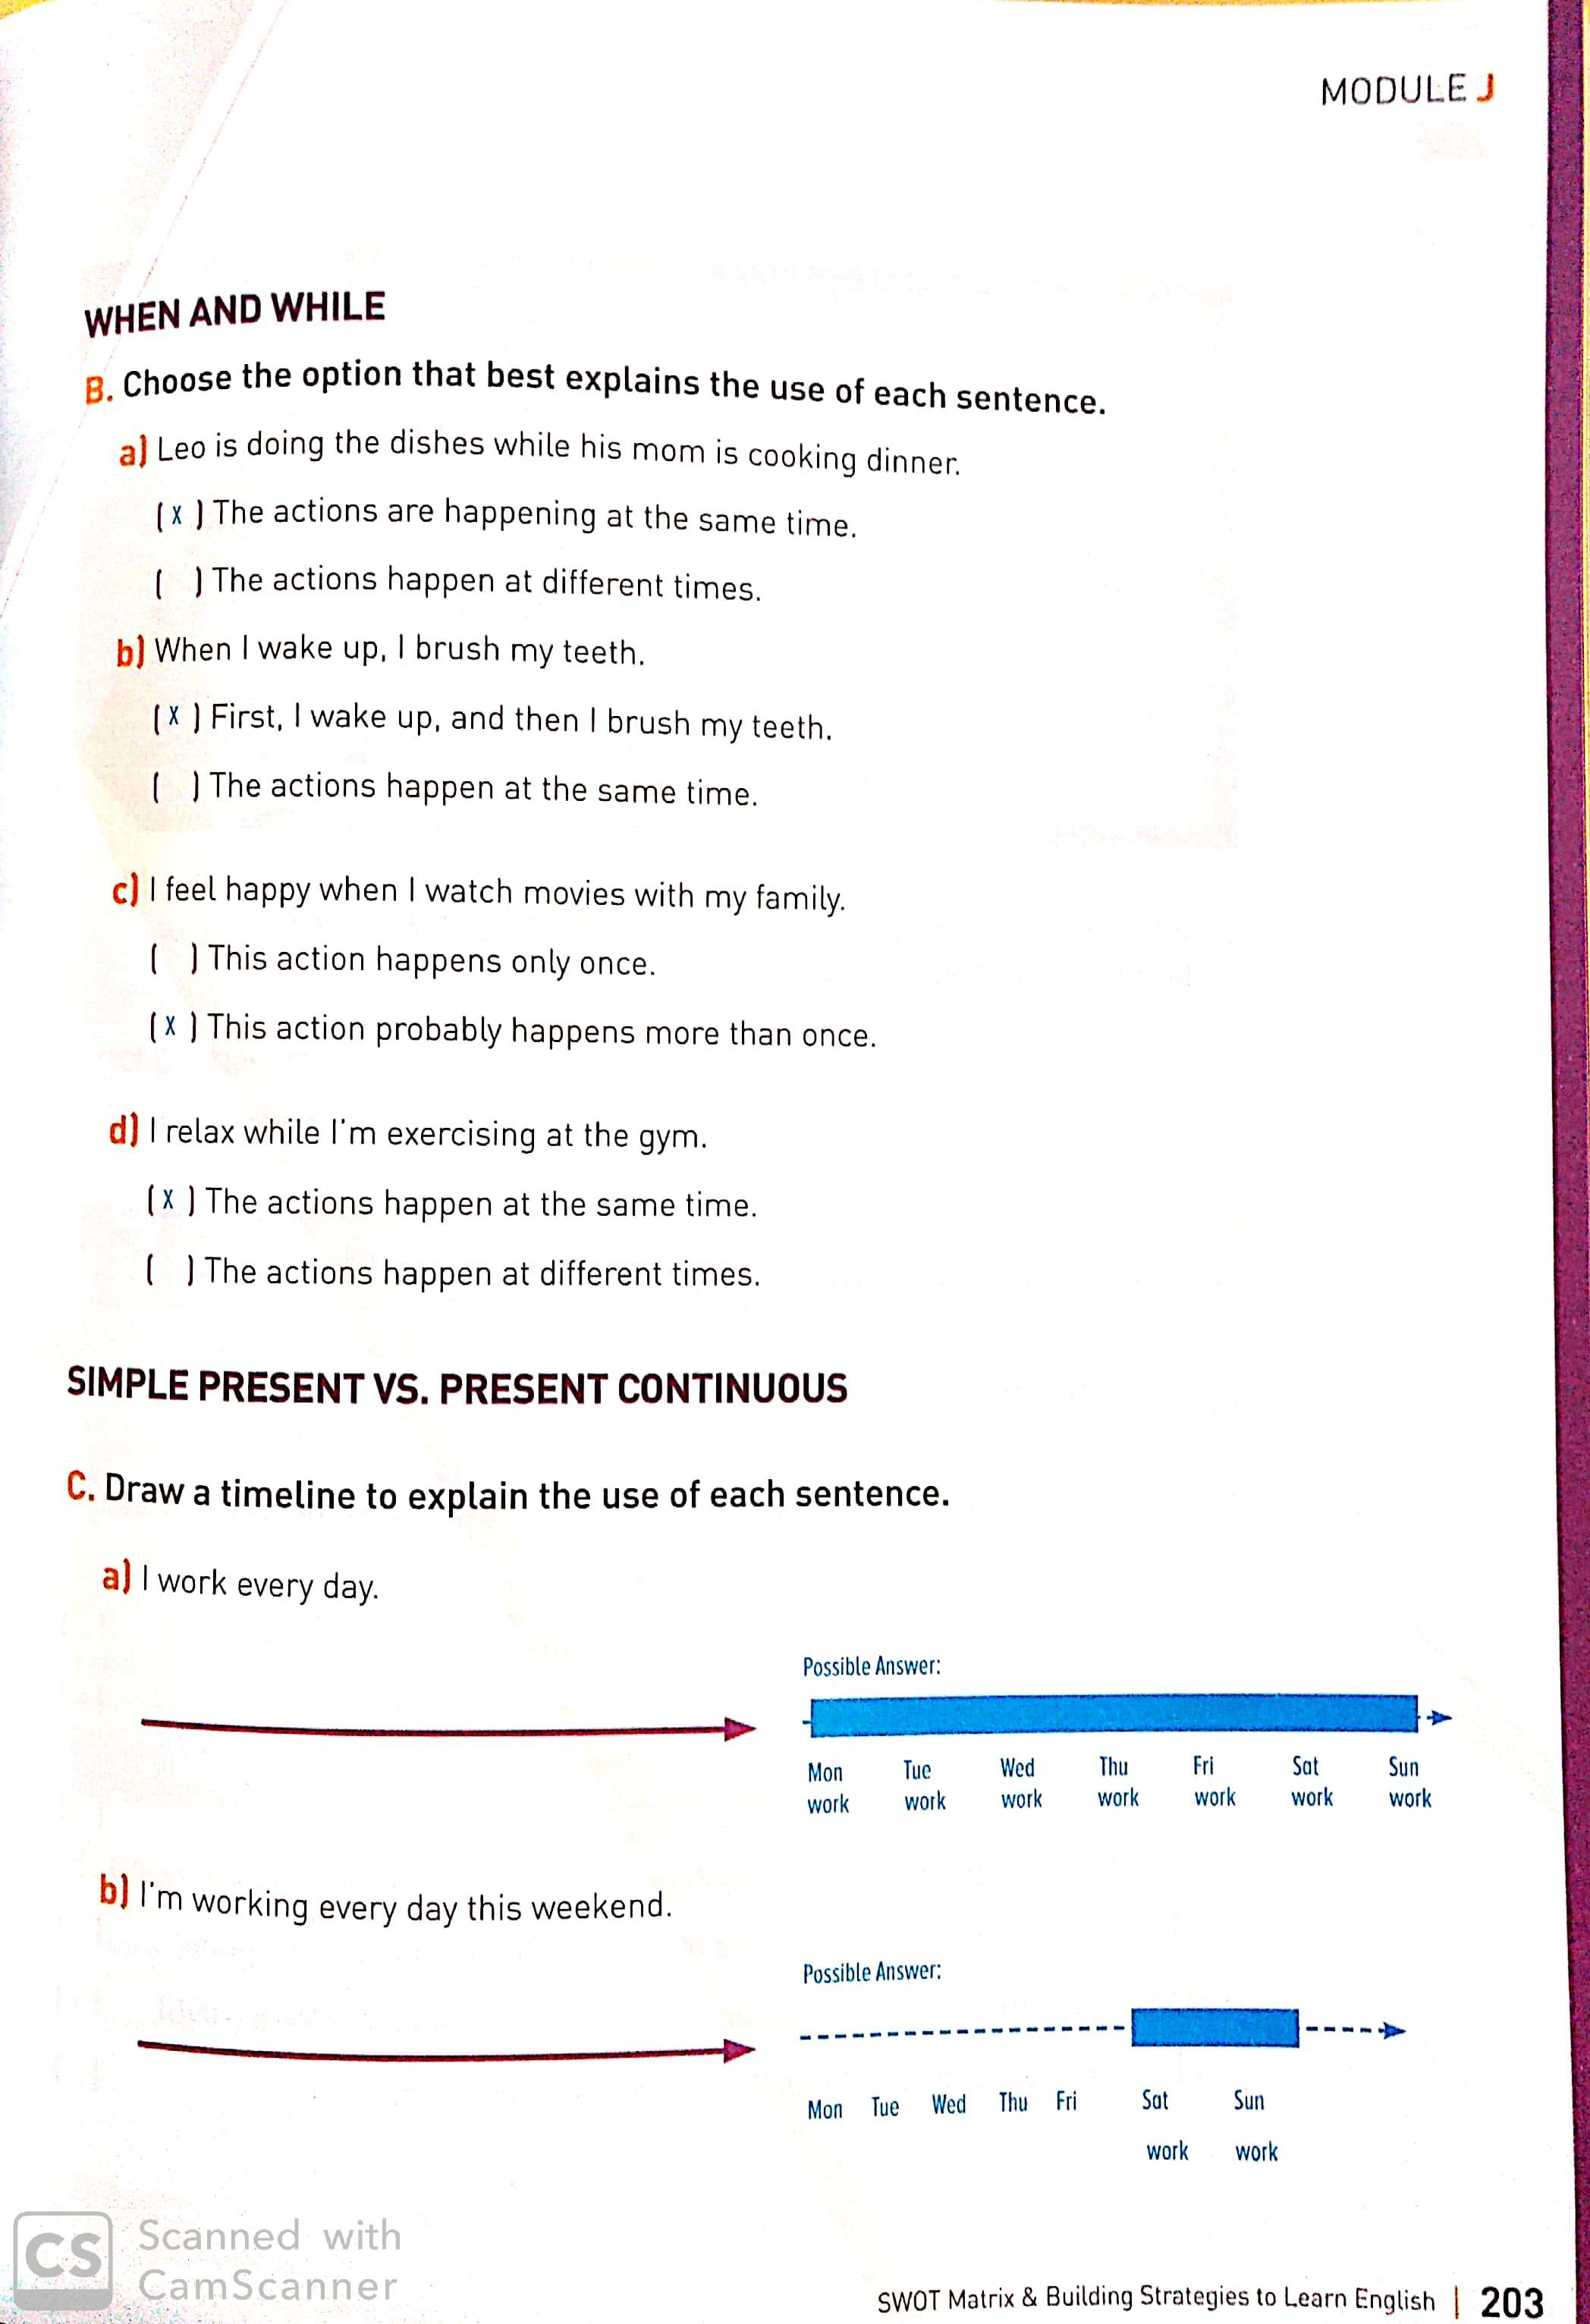 MODULE J
WHEN AND WHILE
B. Choose the option that best explains the use of each sentence.
a) Leo is doing the dishes while his mom is cooking dinner.
( x ) The actions are happening at the same time.
( ) The actions happen at different times.
b) When I wake up, I brush my teeth.
( x ) First, I wake up, and then I brush my teeth.
( ) The actions happen at the same time.
c) I feel happy when I watch movies with my family.
( ) This action happens only once.
( x ) This action probably happens more than once.
d) I relax while I'm exercising at the gym.
( x ) The actions happen at the same time.
( ) The actions happen at different times.
SIMPLE PRESENT VS. PRESENT CONTINUOUS
C. Draw a timeline to explain the use of each sentence.
a) I work every day.
Possible Answer:
Mon Tue Wed Thu Fri Sat Sun
work work work work work work work
b) I'm working every day this weekend.
Possible Answer:
Mon Tue Wed Thu Fri Sat Sun
work work
CS Scanned with
CamScanner
SWOT Matrix & Building Strategies to Learn English | 203